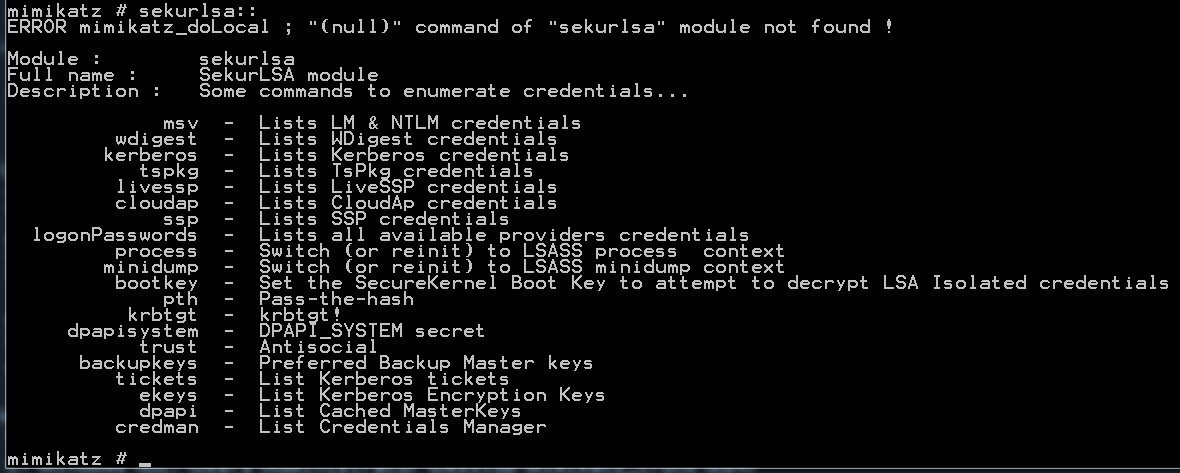 mimikatz # sekurlsa::
ERROR mimikatz_doLocal ; "(null)" command of "sekurlsa" module not found !
Module :        sekurlsa
Full name :     SekurLSA module
Description :   Some commands to enumerate credentials...
             msv  -  Lists LM & NTLM credentials
         wdigest  -  Lists WDigest credentials
        kerberos  -  Lists Kerberos credentials
           tspkg  -  Lists TsPkg credentials
         livessp  -  Lists LiveSSP credentials
         cloudap  -  Lists CloudAp credentials
             ssp  -  Lists SSP credentials
  logonPasswords  -  Lists all available providers credentials
         process  -  Switch (or reinit) to LSASS process  context
        minidump  -  Switch (or reinit) to LSASS minidump context
         bootkey  -  Set the SecureKernel Boot Key to attempt to decrypt LSA Isolated credentials
             pth  -  Pass-the-hash
          krbtgt  -  krbtgt!
     dpapisystem  -  DPAPI_SYSTEM secret
           trust  -  Antisocial
      backupkeys  -  Preferred Backup Master keys
         tickets  -  List Kerberos tickets
           ekeys  -  List Kerberos Encryption Keys
           dpapi  -  List Cached MasterKeys
         credman  -  List Credentials Manager
mimikatz # _